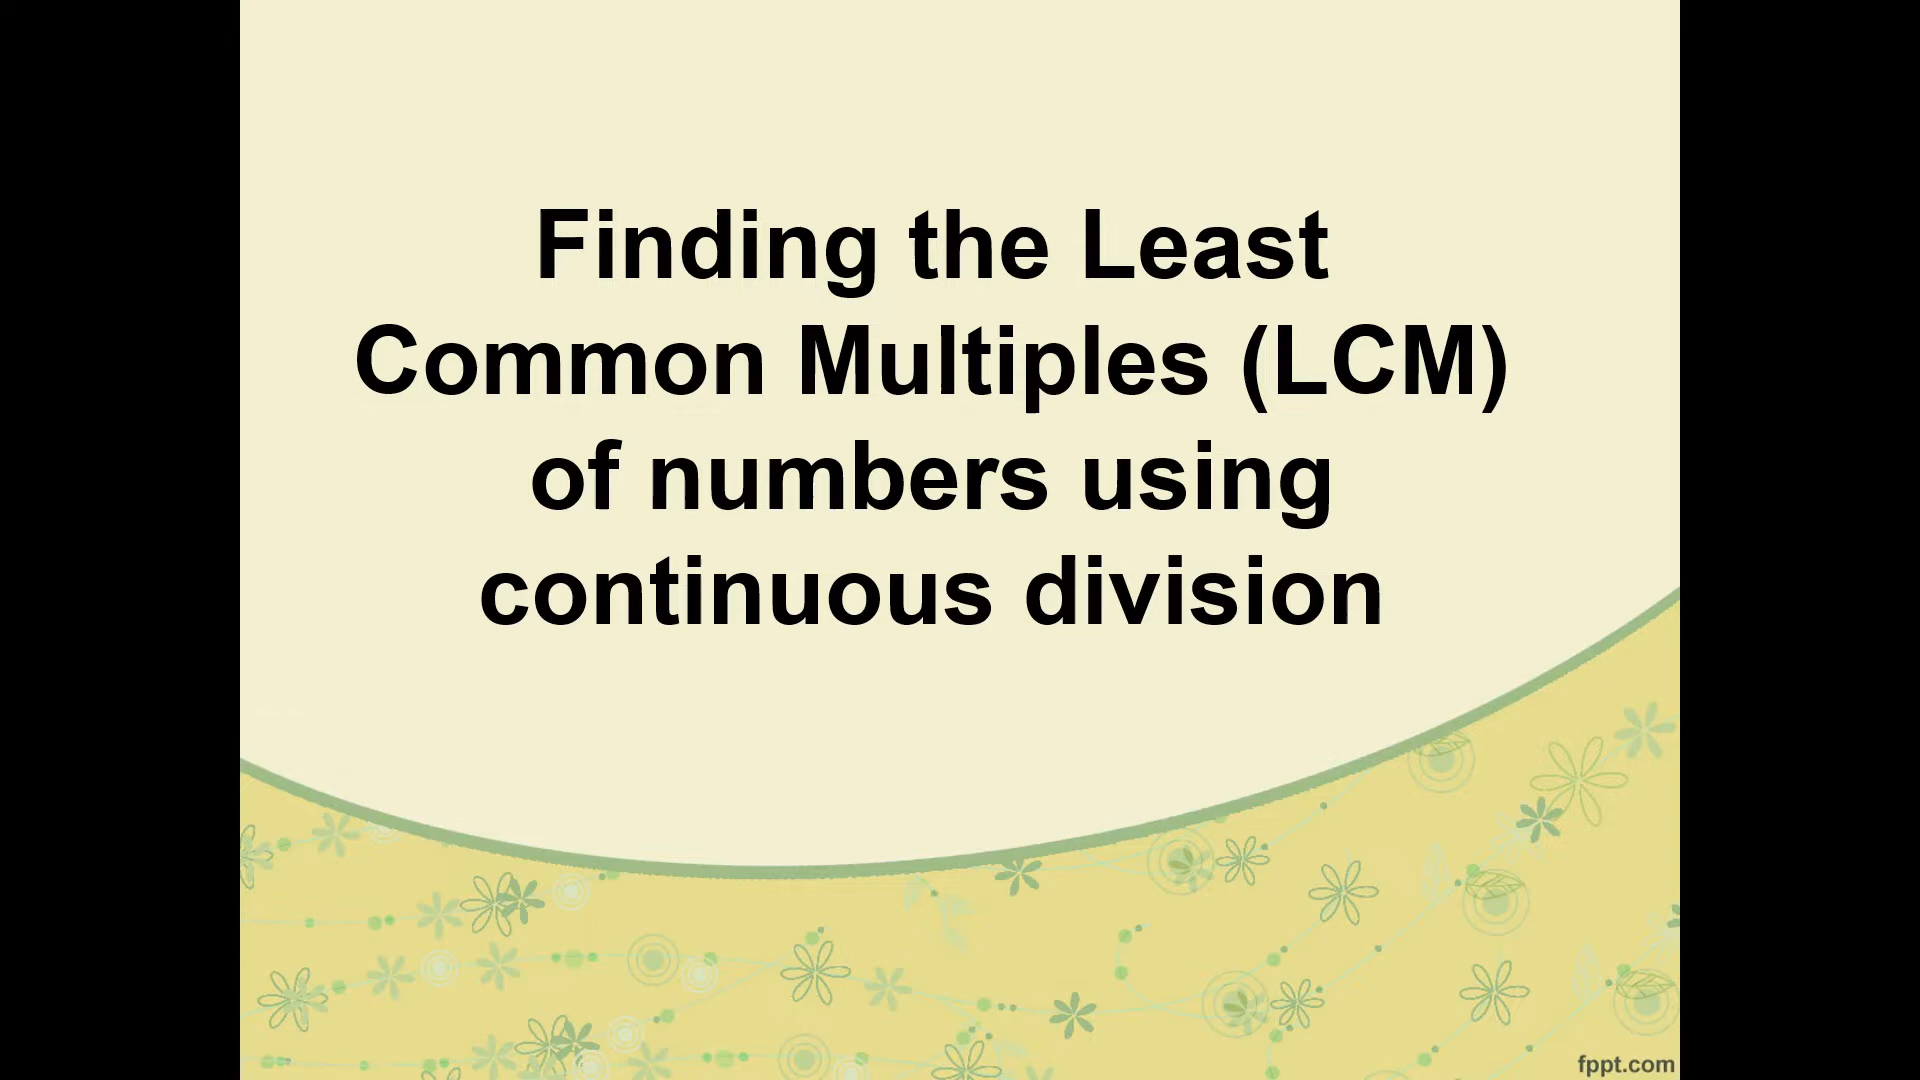 Finding the Least
Common Multiples (LCM)
of numbers using
continuous division
fppt.com